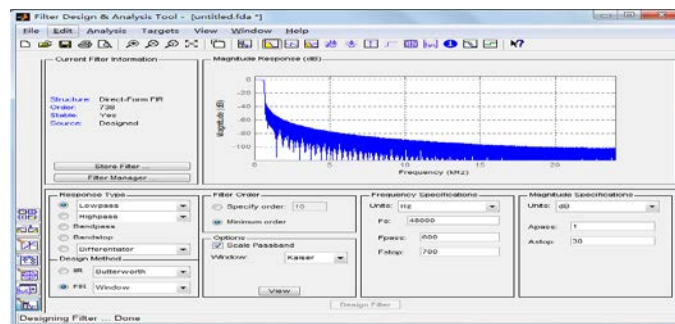 Filter Design & Analysis Tool - [untitled.fda *]
File Edit Analysis Targets View Window Help
Current Filter Information
Structure: Direct-Form FIR
Order: 738
Stable: Yes
Source: Designed
Store Filter ...
Filter Manager ...
Magnitude Response (dB)
Magnitude (dB)
0
-20
-40
-60
-80
-100
0 5 10 15 20
Frequency (kHz)
Response Type
Lowpass
Highpass
Bandpass
Bandstop
Differentiator
Design Method
IIR Butterworth
FIR Window
Filter Order
Specify order: 10
Minimum order
Options
Scale Passband
Window: Kaiser
View
Frequency Specifications
Units: Hz
Fs: 48000
Fpass: 600
Fstop: 700
Magnitude Specifications
Units: dB
Apass: 1
Astop: 30
Design Filter
Designing Filter ... Done